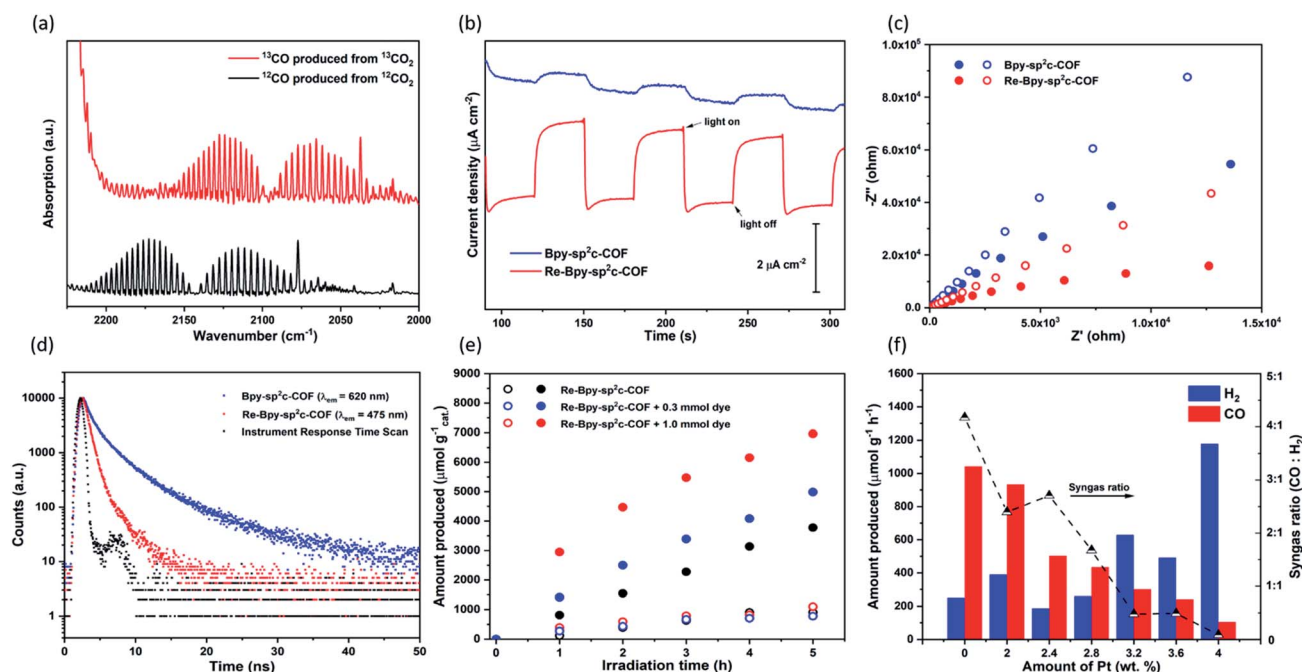 (a)
¹³CO produced from ¹³CO₂
¹²CO produced from ¹²CO₂
Absorption (a.u.)
2200 2150 2100 2050 2000
Wavenumber (cm⁻¹)
(b)
Current density (µA cm⁻²)
light on
light off
Bpy-sp²c-COF
Re-Bpy-sp²c-COF
2 µA cm⁻²
100 150 200 250 300
Time (s)
(c)
1.0x10⁵
8.0x10⁴
6.0x10⁴
4.0x10⁴
2.0x10⁴
0.0
-Z'' (ohm)
Bpy-sp²c-COF
Re-Bpy-sp²c-COF
5.0x10³ 1.0x10⁴ 1.5x10⁴
Z' (ohm)
(d)
10000
1000
100
10
1
Counts (a.u.)
Bpy-sp²c-COF (λem = 620 nm)
Re-Bpy-sp²c-COF (λem = 475 nm)
Instrument Response Time Scan
0 10 20 30 40 50
Time (ns)
(e)
9000
8000
7000
6000
5000
4000
3000
2000
1000
0
Amount produced (µmol g⁻¹cat.)
Re-Bpy-sp²c-COF
Re-Bpy-sp²c-COF + 0.3 mmol dye
Re-Bpy-sp²c-COF + 1.0 mmol dye
0 1 2 3 4 5
Irradiation time (h)
(f)
1600
1400
1200
1000
800
600
400
200
0
Amount produced (µmol g⁻¹ h⁻¹)
H₂
CO
Syngas ratio
5:1
4:1
3:1
2:1
1:1
0
Syngas ratio (CO : H₂)
0 2 2.4 2.8 3.2 3.6 4
Amount of Pt (wt. %)